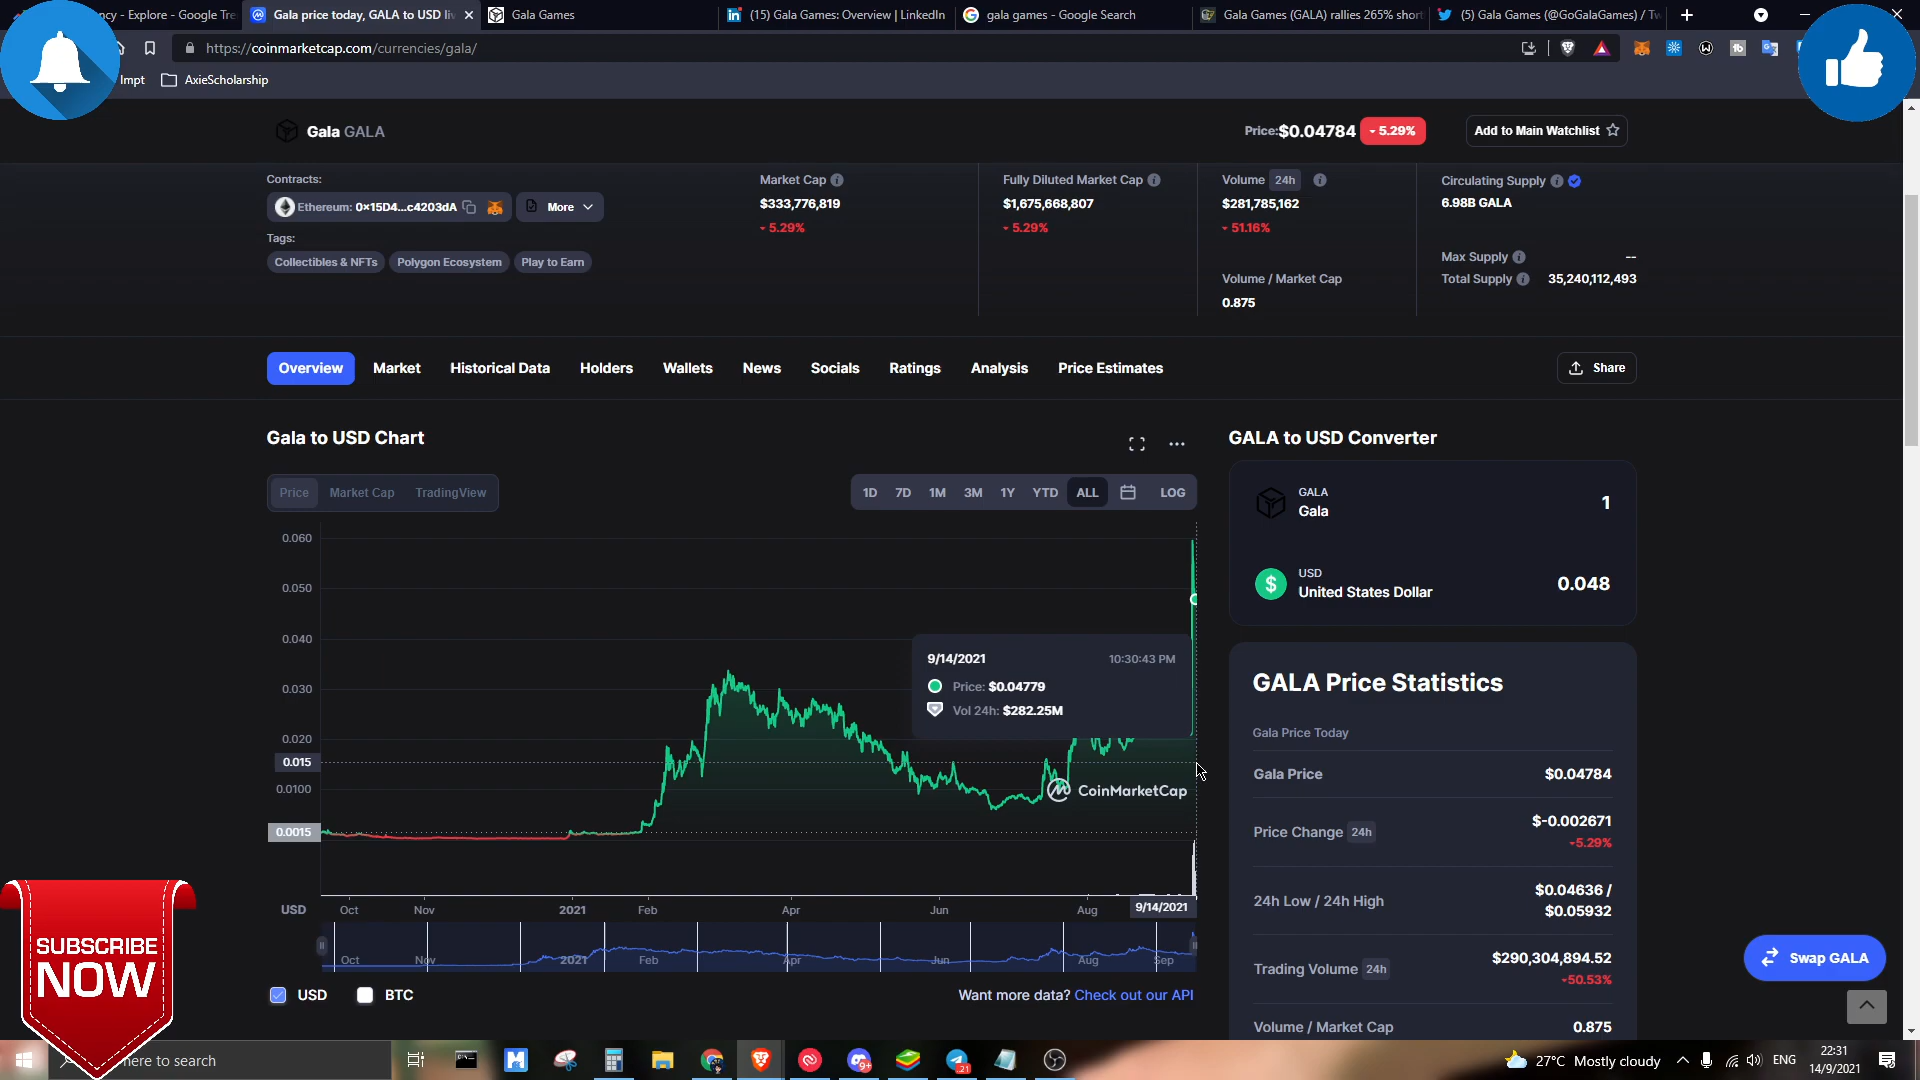 ncy - Explore - Google Tre
Gala price today, GALA to USD liv
Gala Games
(15) Gala Games: Overview | LinkedIn
gala games - Google Search
Gala Games (GALA) rallies 265% short
(5) Gala Games (@GoGalaGames) / Tw
https://coinmarketcap.com/currencies/gala/
Impt
AxieScholarship
Gala GALA
Price:$0.04784
5.29%
Add to Main Watchlist
Contracts:
Ethereum: 0×15D4...c4203dA
More
Tags:
Collectibles & NFTs
Polygon Ecosystem
Play to Earn
Market Cap
$333,776,819
5.29%
Fully Diluted Market Cap
$1,675,668,807
5.29%
Volume 24h
$281,785,162
51.16%
Volume / Market Cap
0.875
Circulating Supply
6.98B GALA
Max Supply --
Total Supply 35,240,112,493
Overview Market Historical Data Holders Wallets News Socials Ratings Analysis Price Estimates
Share
Gala to USD Chart
Price Market Cap TradingView
1D 7D 1M 3M 1Y YTD ALL LOG
0.060
0.050
0.040
0.030
0.020
0.015
0.0100
0.0015
9/14/2021 10:30:43 PM
Price: $0.04779
Vol 24h: $282.25M
CoinMarketCap
USD Oct Nov 2021 Feb Apr Jun Aug 9/14/2021
Oct Nov 2021 Feb Apr Jun Aug Sep
USD BTC
Want more data? Check out our API
GALA to USD Converter
GALA
Gala
1
USD
United States Dollar
0.048
GALA Price Statistics
Gala Price Today
Gala Price $0.04784
Price Change 24h $-0.002671
5.29%
24h Low / 24h High $0.04636 /
$0.05932
Trading Volume 24h $290,304,894.52
50.53%
Volume / Market Cap 0.875
Swap GALA
SUBSCRIBE
NOW
here to search
9+
21
27°C Mostly cloudy
ENG
22:31
14/9/2021